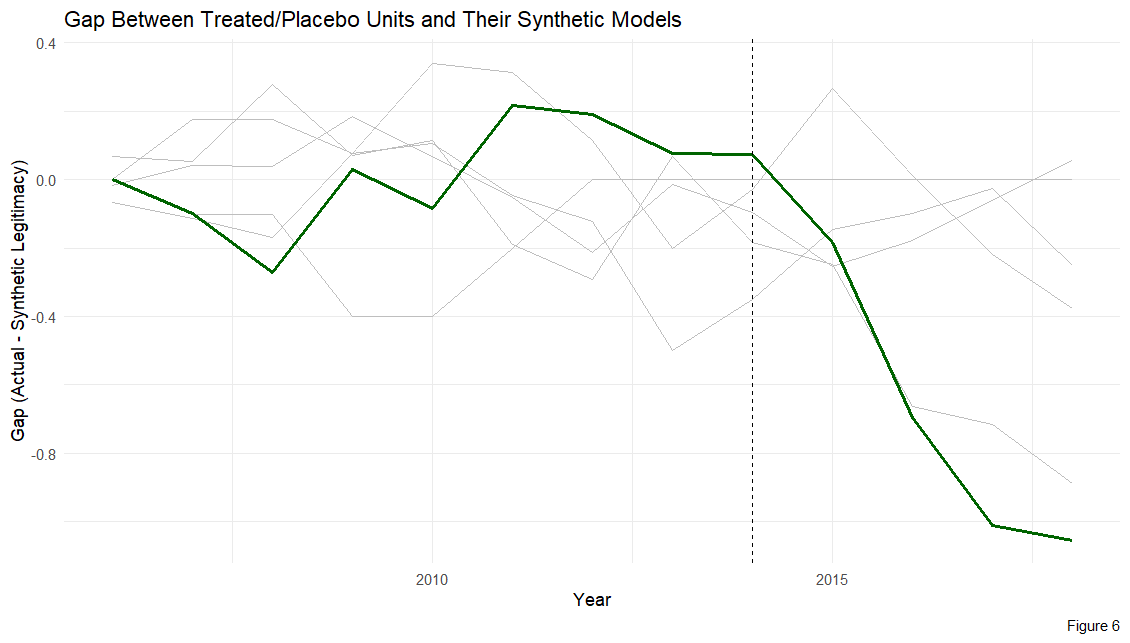 Gap Between Treated/Placebo Units and Their Synthetic Models
Gap (Actual - Synthetic Legitimacy)
0.4
0.0
-0.4
-0.8
2010
2015
Year
Figure 6